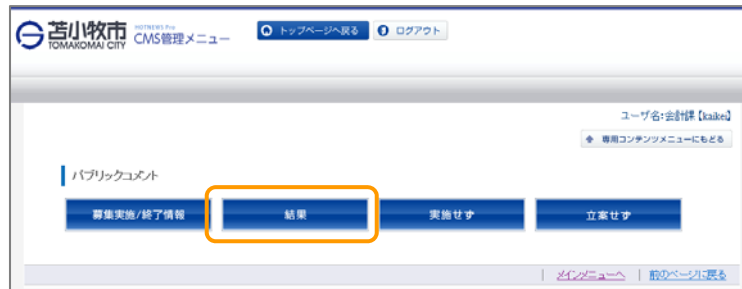 苫小牧市 HOTNEWS Pro
TOMAKOMAI CITY CMS管理メニュー
トップページへ戻る ログアウト
ユーザ名:会計課【kaikei】
専用コンテンツメニューにもどる
パブリックコメント
募集実施/終了情報 結果 実施せず 立案せず
| メインメニューへ | 前のページに戻る